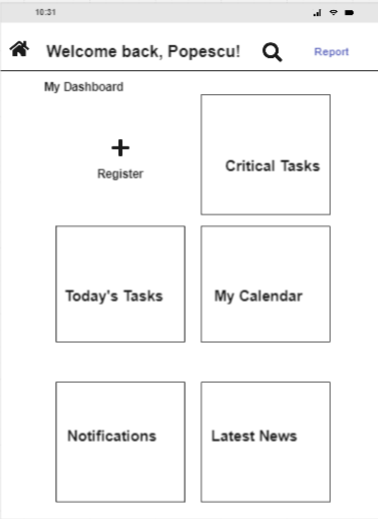 10:31
Welcome back, Popescu!
Report
My Dashboard
Register
Critical Tasks
Today's Tasks
My Calendar
Notifications
Latest News